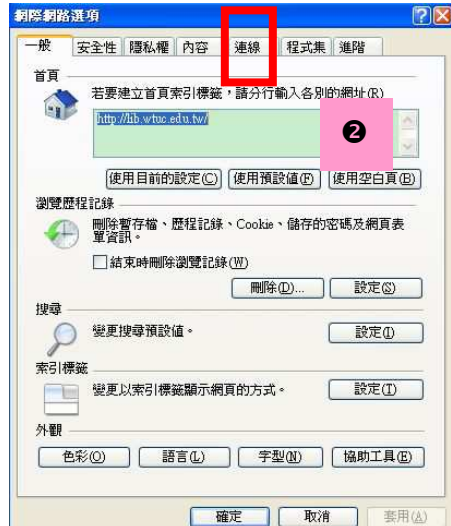 網際網路選項
一般 安全性 隱私權 內容 連線 程式集 進階
首頁
若要建立首頁索引標籤，請分行輸入各別的網址(R)
http://lib.wtuc.edu.tw/
❷
使用目前的設定(C) 使用預設值(F) 使用空白頁(B)
瀏覽歷程記錄
刪除暫存檔、歷程記錄、Cookie、儲存的密碼及網頁表
單資訊。
結束時刪除瀏覽記錄(W)
刪除(D)... 設定(S)
搜尋
變更搜尋預設值。 設定(I)
索引標籤
變更以索引標籤顯示網頁的方式。 設定(T)
外觀
色彩(O) 語言(L) 字型(N) 協助工具(E)
確定 取消 套用(A)